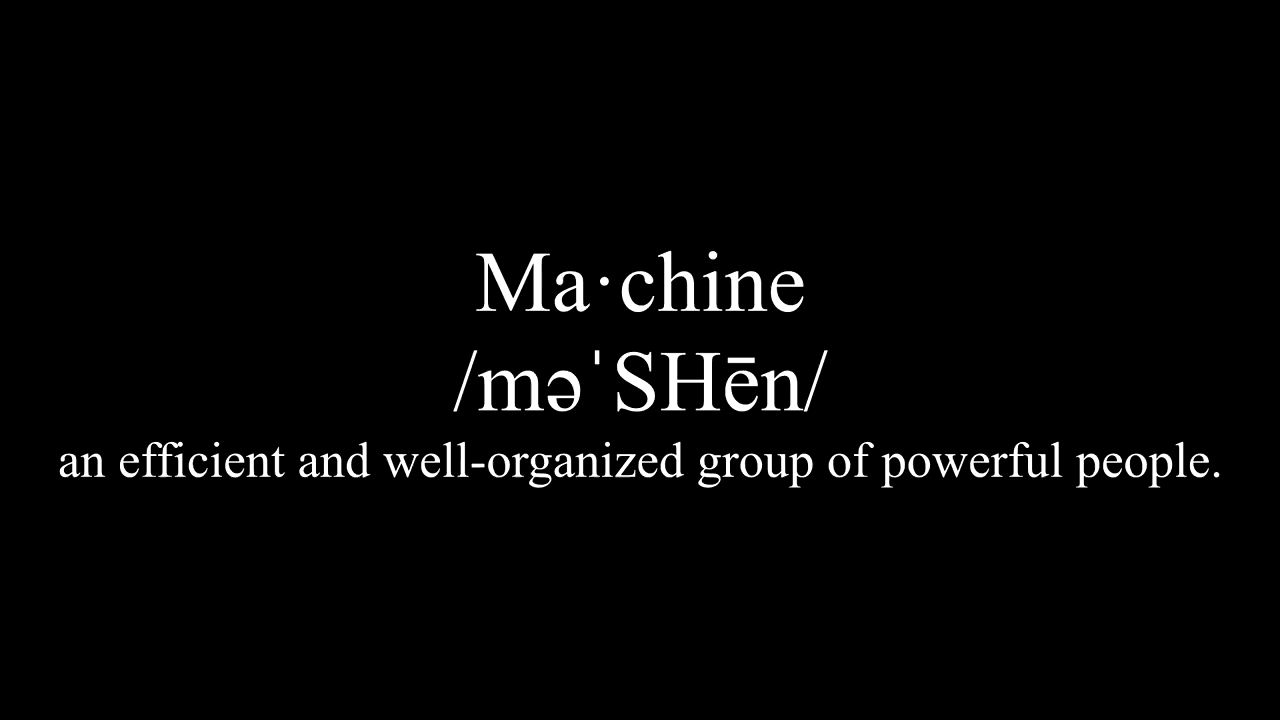 Ma·chine
/məˈSHēn/
an efficient and well-organized group of powerful people.